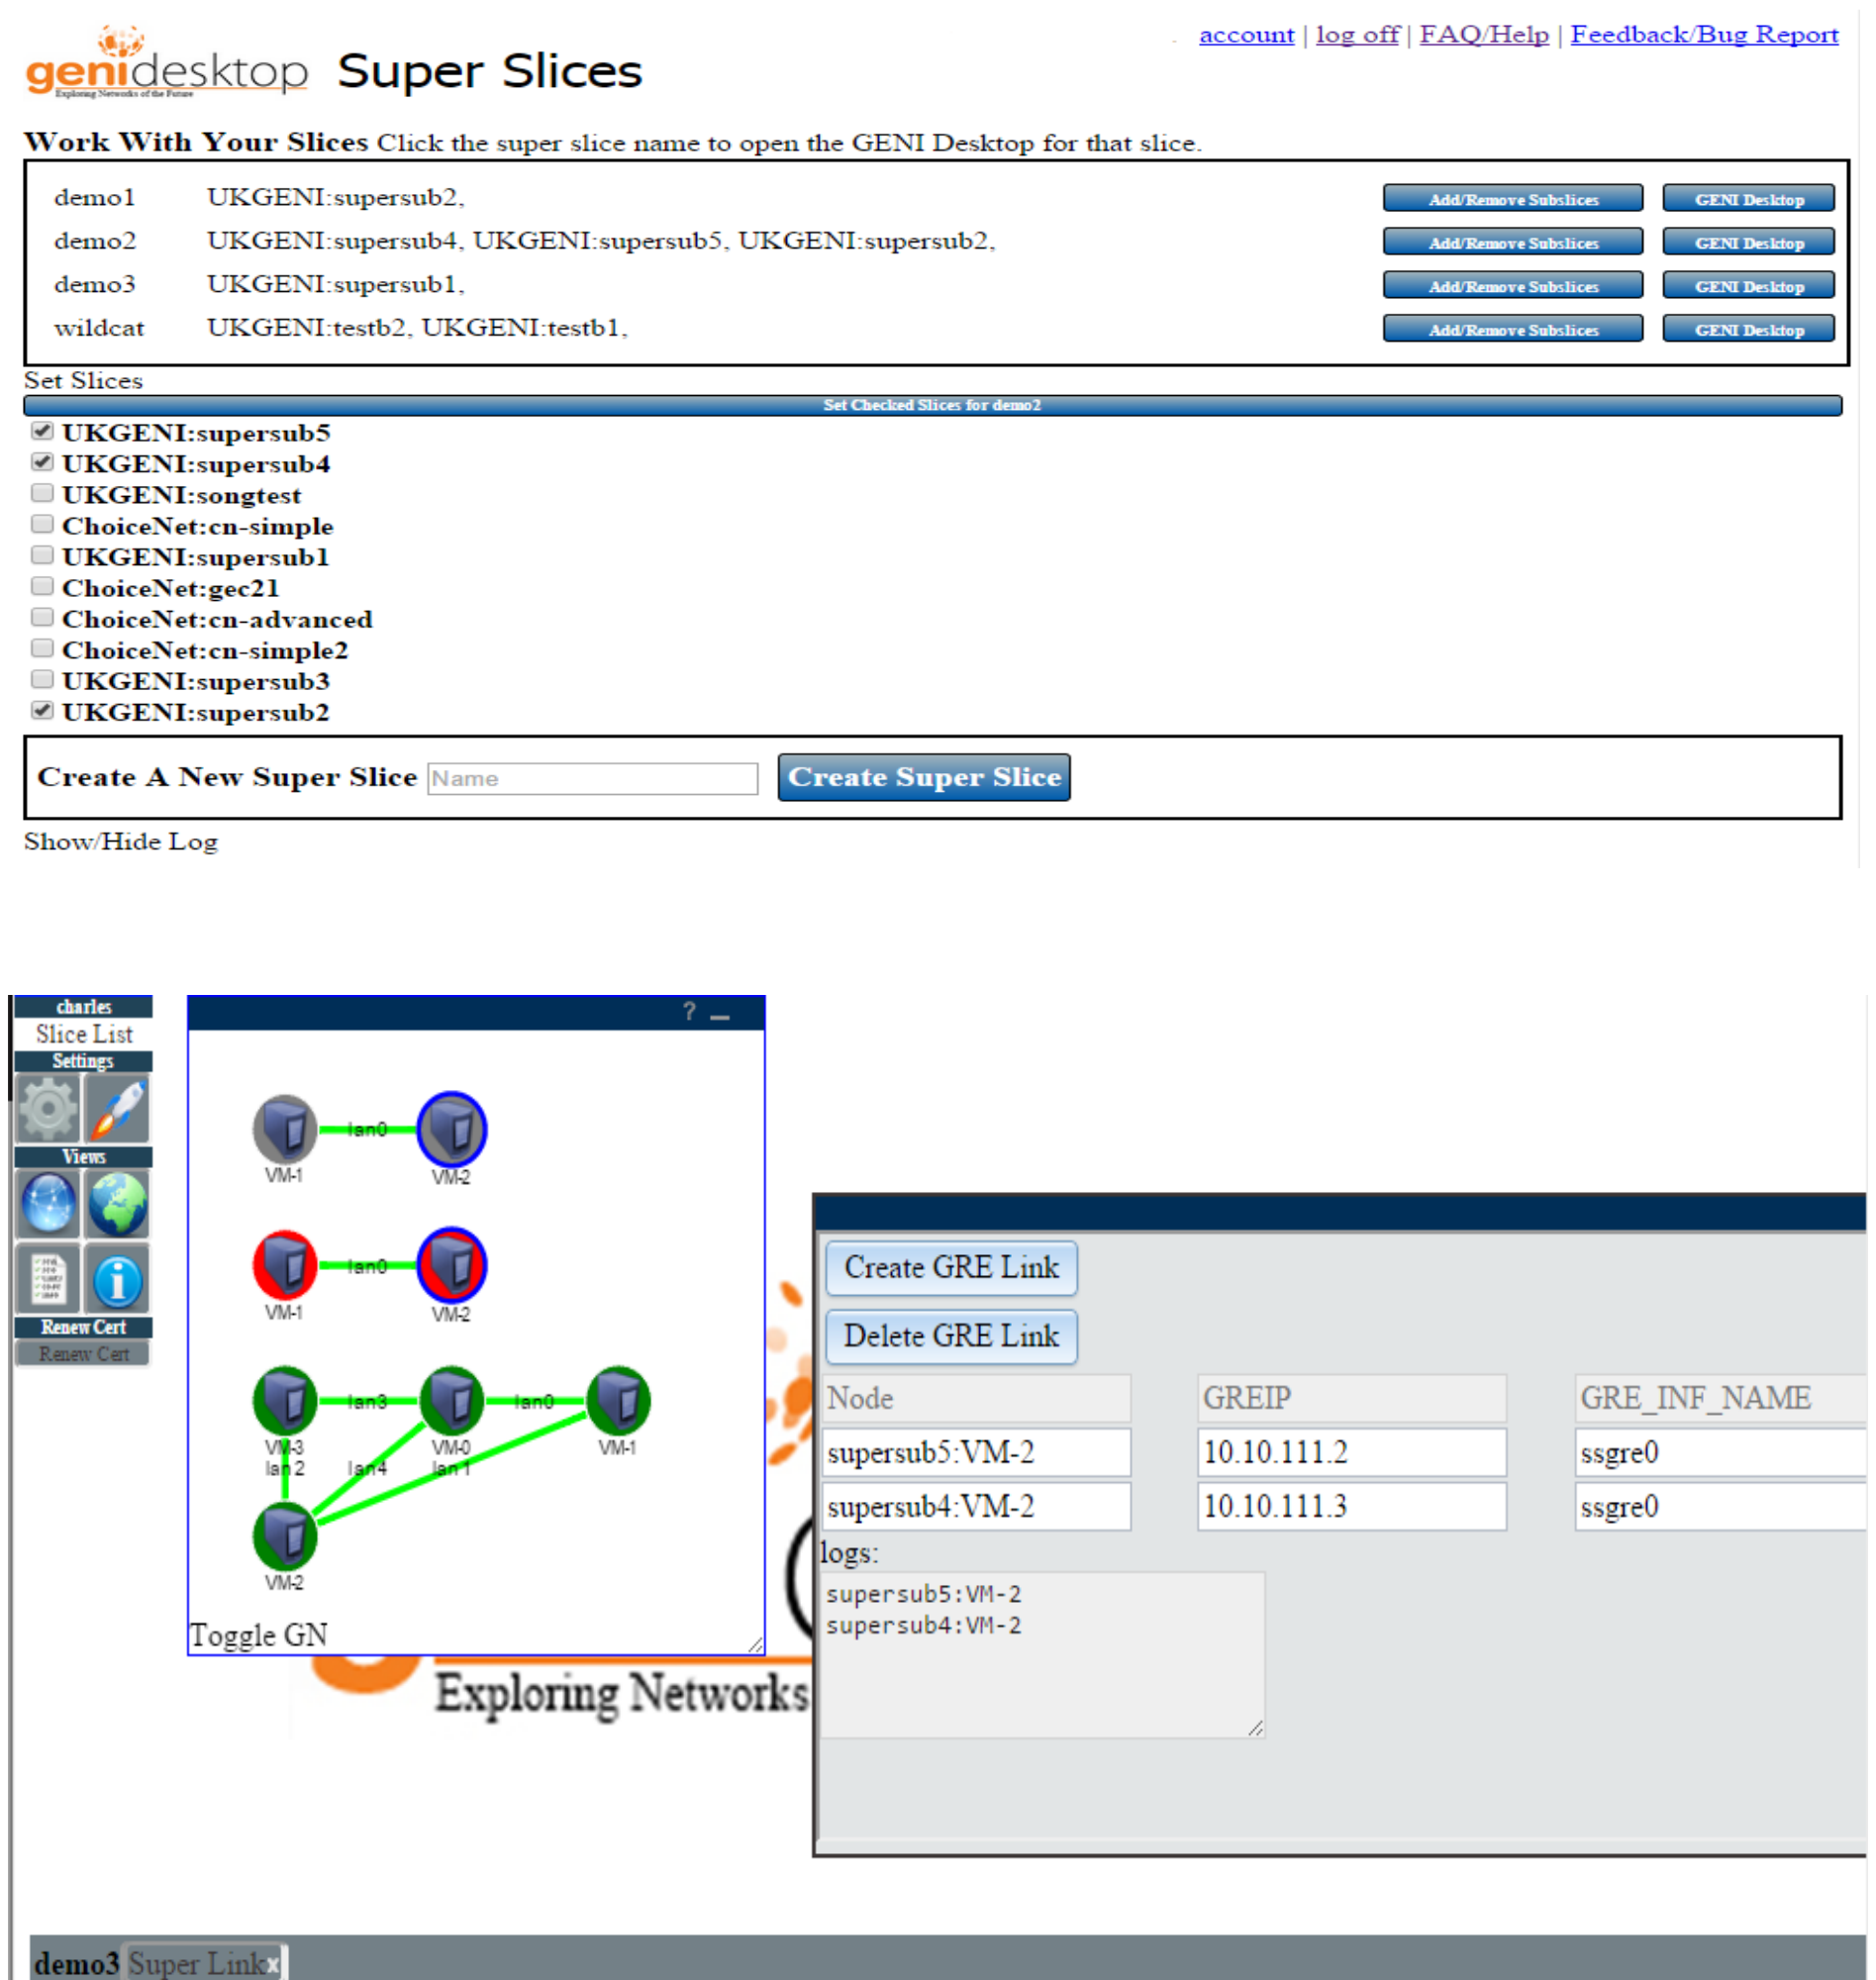 account | log off | FAQ/Help | Feedback/Bug Report
genidesktop Super Slices
Exploring Networks of the Future
Work With Your Slices Click the super slice name to open the GENI Desktop for that slice.
demo1 UKGENI:supersub2, Add/Remove Subslices GENI Desktop
demo2 UKGENI:supersub4, UKGENI:supersub5, UKGENI:supersub2, Add/Remove Subslices GENI Desktop
demo3 UKGENI:supersub1, Add/Remove Subslices GENI Desktop
wildcat UKGENI:testb2, UKGENI:testb1, Add/Remove Subslices GENI Desktop
Set Slices
Set Checked Slices for demo2
UKGENI:supersub5
UKGENI:supersub4
UKGENI:songtest
ChoiceNet:cn-simple
UKGENI:supersub1
ChoiceNet:gec21
ChoiceNet:cn-advanced
ChoiceNet:cn-simple2
UKGENI:supersub3
UKGENI:supersub2
Create A New Super Slice Name Create Super Slice
Show/Hide Log
charles
Slice List
Settings
Views
Renew Cert
Renew Cert
?
lan0
VM-1 VM-2
lan0
VM-1 VM-2
lan3 lan0
VM-3 VM-0 VM-1
lan2 lan4 lan1
VM-2
Toggle GN
Exploring Networks
Create GRE Link
Delete GRE Link
Node GREIP GRE_INF_NAME
supersub5:VM-2 10.10.111.2 ssgre0
supersub4:VM-2 10.10.111.3 ssgre0
logs:
supersub5:VM-2
supersub4:VM-2
demo3 Super Link x